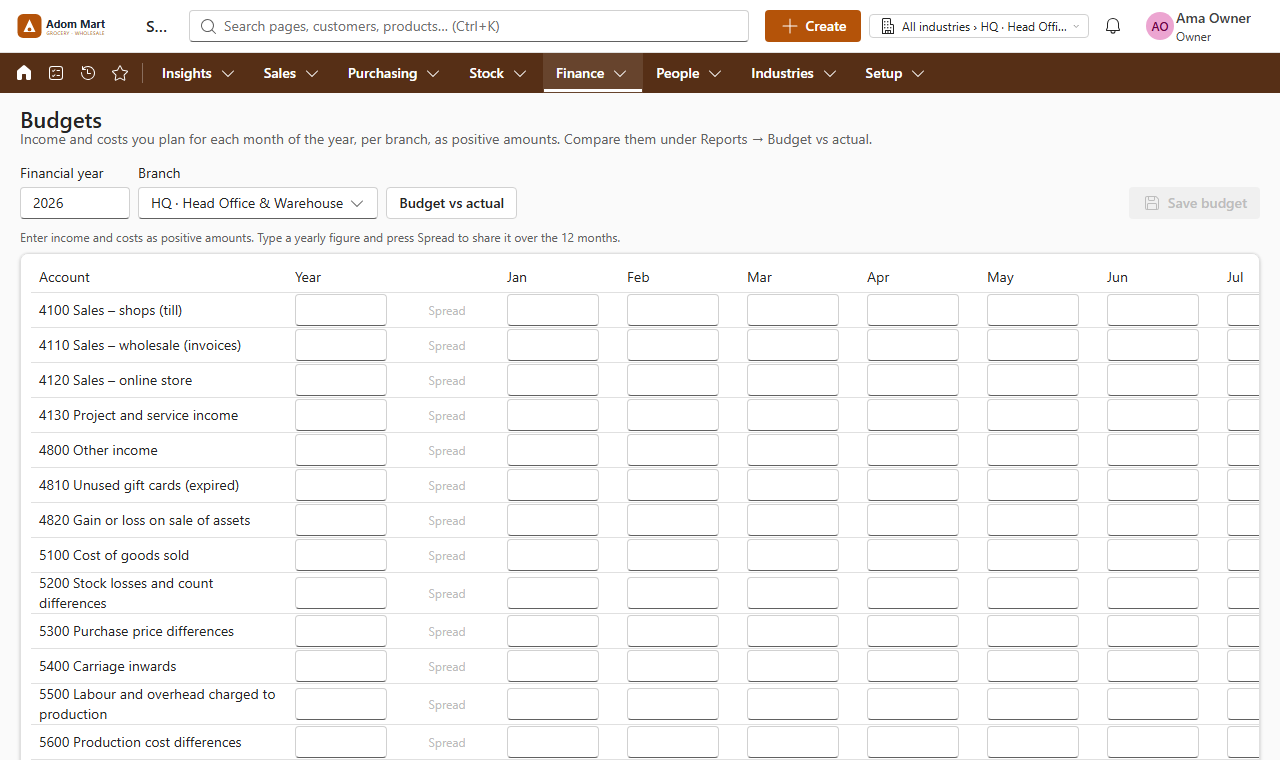 Adom Mart
GROCERY · WHOLESALE
S...
Search pages, customers, products... (Ctrl+K)
Create
All industries › HQ · Head Offi...
AO
Ama Owner
Owner
Insights
Sales
Purchasing
Stock
Finance
People
Industries
Setup
Budgets
Income and costs you plan for each month of the year, per branch, as positive amounts. Compare them under Reports → Budget vs actual.
Financial year
Branch
2026
HQ · Head Office & Warehouse
Budget vs actual
Save budget
Enter income and costs as positive amounts. Type a yearly figure and press Spread to share it over the 12 months.
Account Year Jan Feb Mar Apr May Jun Jul
4100 Sales – shops (till) Spread
4110 Sales – wholesale (invoices) Spread
4120 Sales – online store Spread
4130 Project and service income Spread
4800 Other income Spread
4810 Unused gift cards (expired) Spread
4820 Gain or loss on sale of assets Spread
5100 Cost of goods sold Spread
5200 Stock losses and count
differences Spread
5300 Purchase price differences Spread
5400 Carriage inwards Spread
5500 Labour and overhead charged to
production Spread
5600 Production cost differences Spread